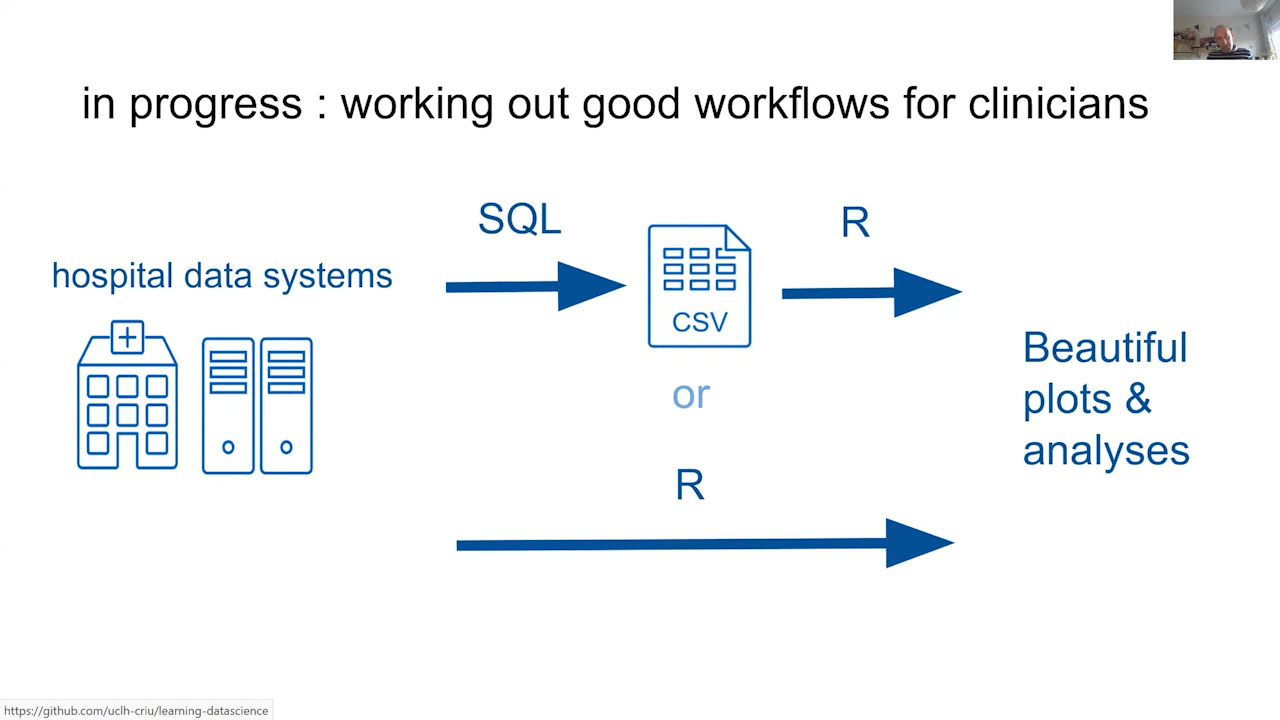 in progress : working out good workflows for clinicians
SQL
R
hospital data systems
CSV
or
R
Beautiful
plots &
analyses
https://github.com/uclh-criu/learning-datascience